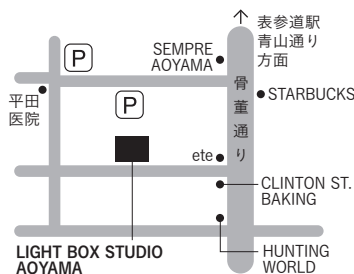 ↑ 表参道駅
青山通り
方面
SEMPRE
AOYAMA
P
P
平田
医院
骨董通り
STARBUCKS
ete
CLINTON ST.
BAKING
LIGHT BOX STUDIO
AOYAMA
HUNTING
WORLD